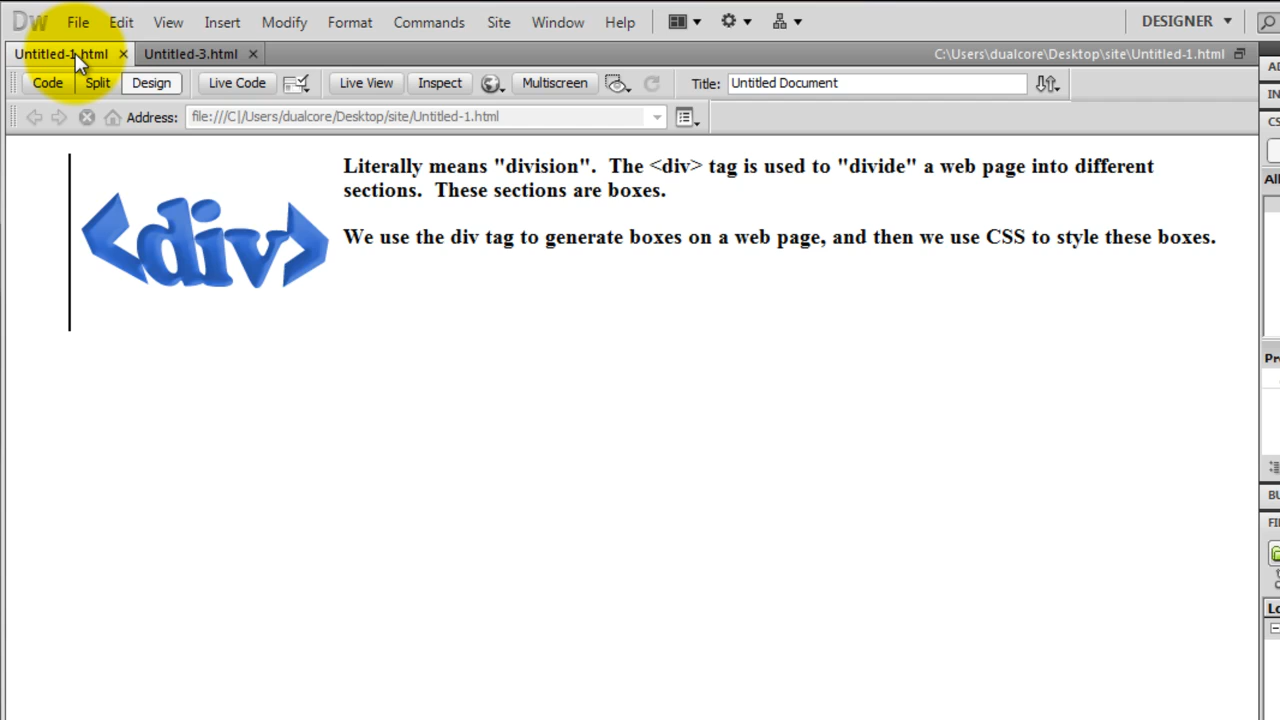 Dw File Edit View Insert Modify Format Commands Site Window Help DESIGNER
Untitled-1.html Untitled-3.html C:\Users\dualcore\Desktop\site\Untitled-1.html
Code Split Design Live Code Live View Inspect Multiscreen Title: Untitled Document
Address: file:///C|/Users/dualcore/Desktop/site/Untitled-1.html
Literally means "division". The <div> tag is used to "divide" a web page into different
sections. These sections are boxes.
We use the div tag to generate boxes on a web page, and then we use CSS to style these boxes.
<div>
All